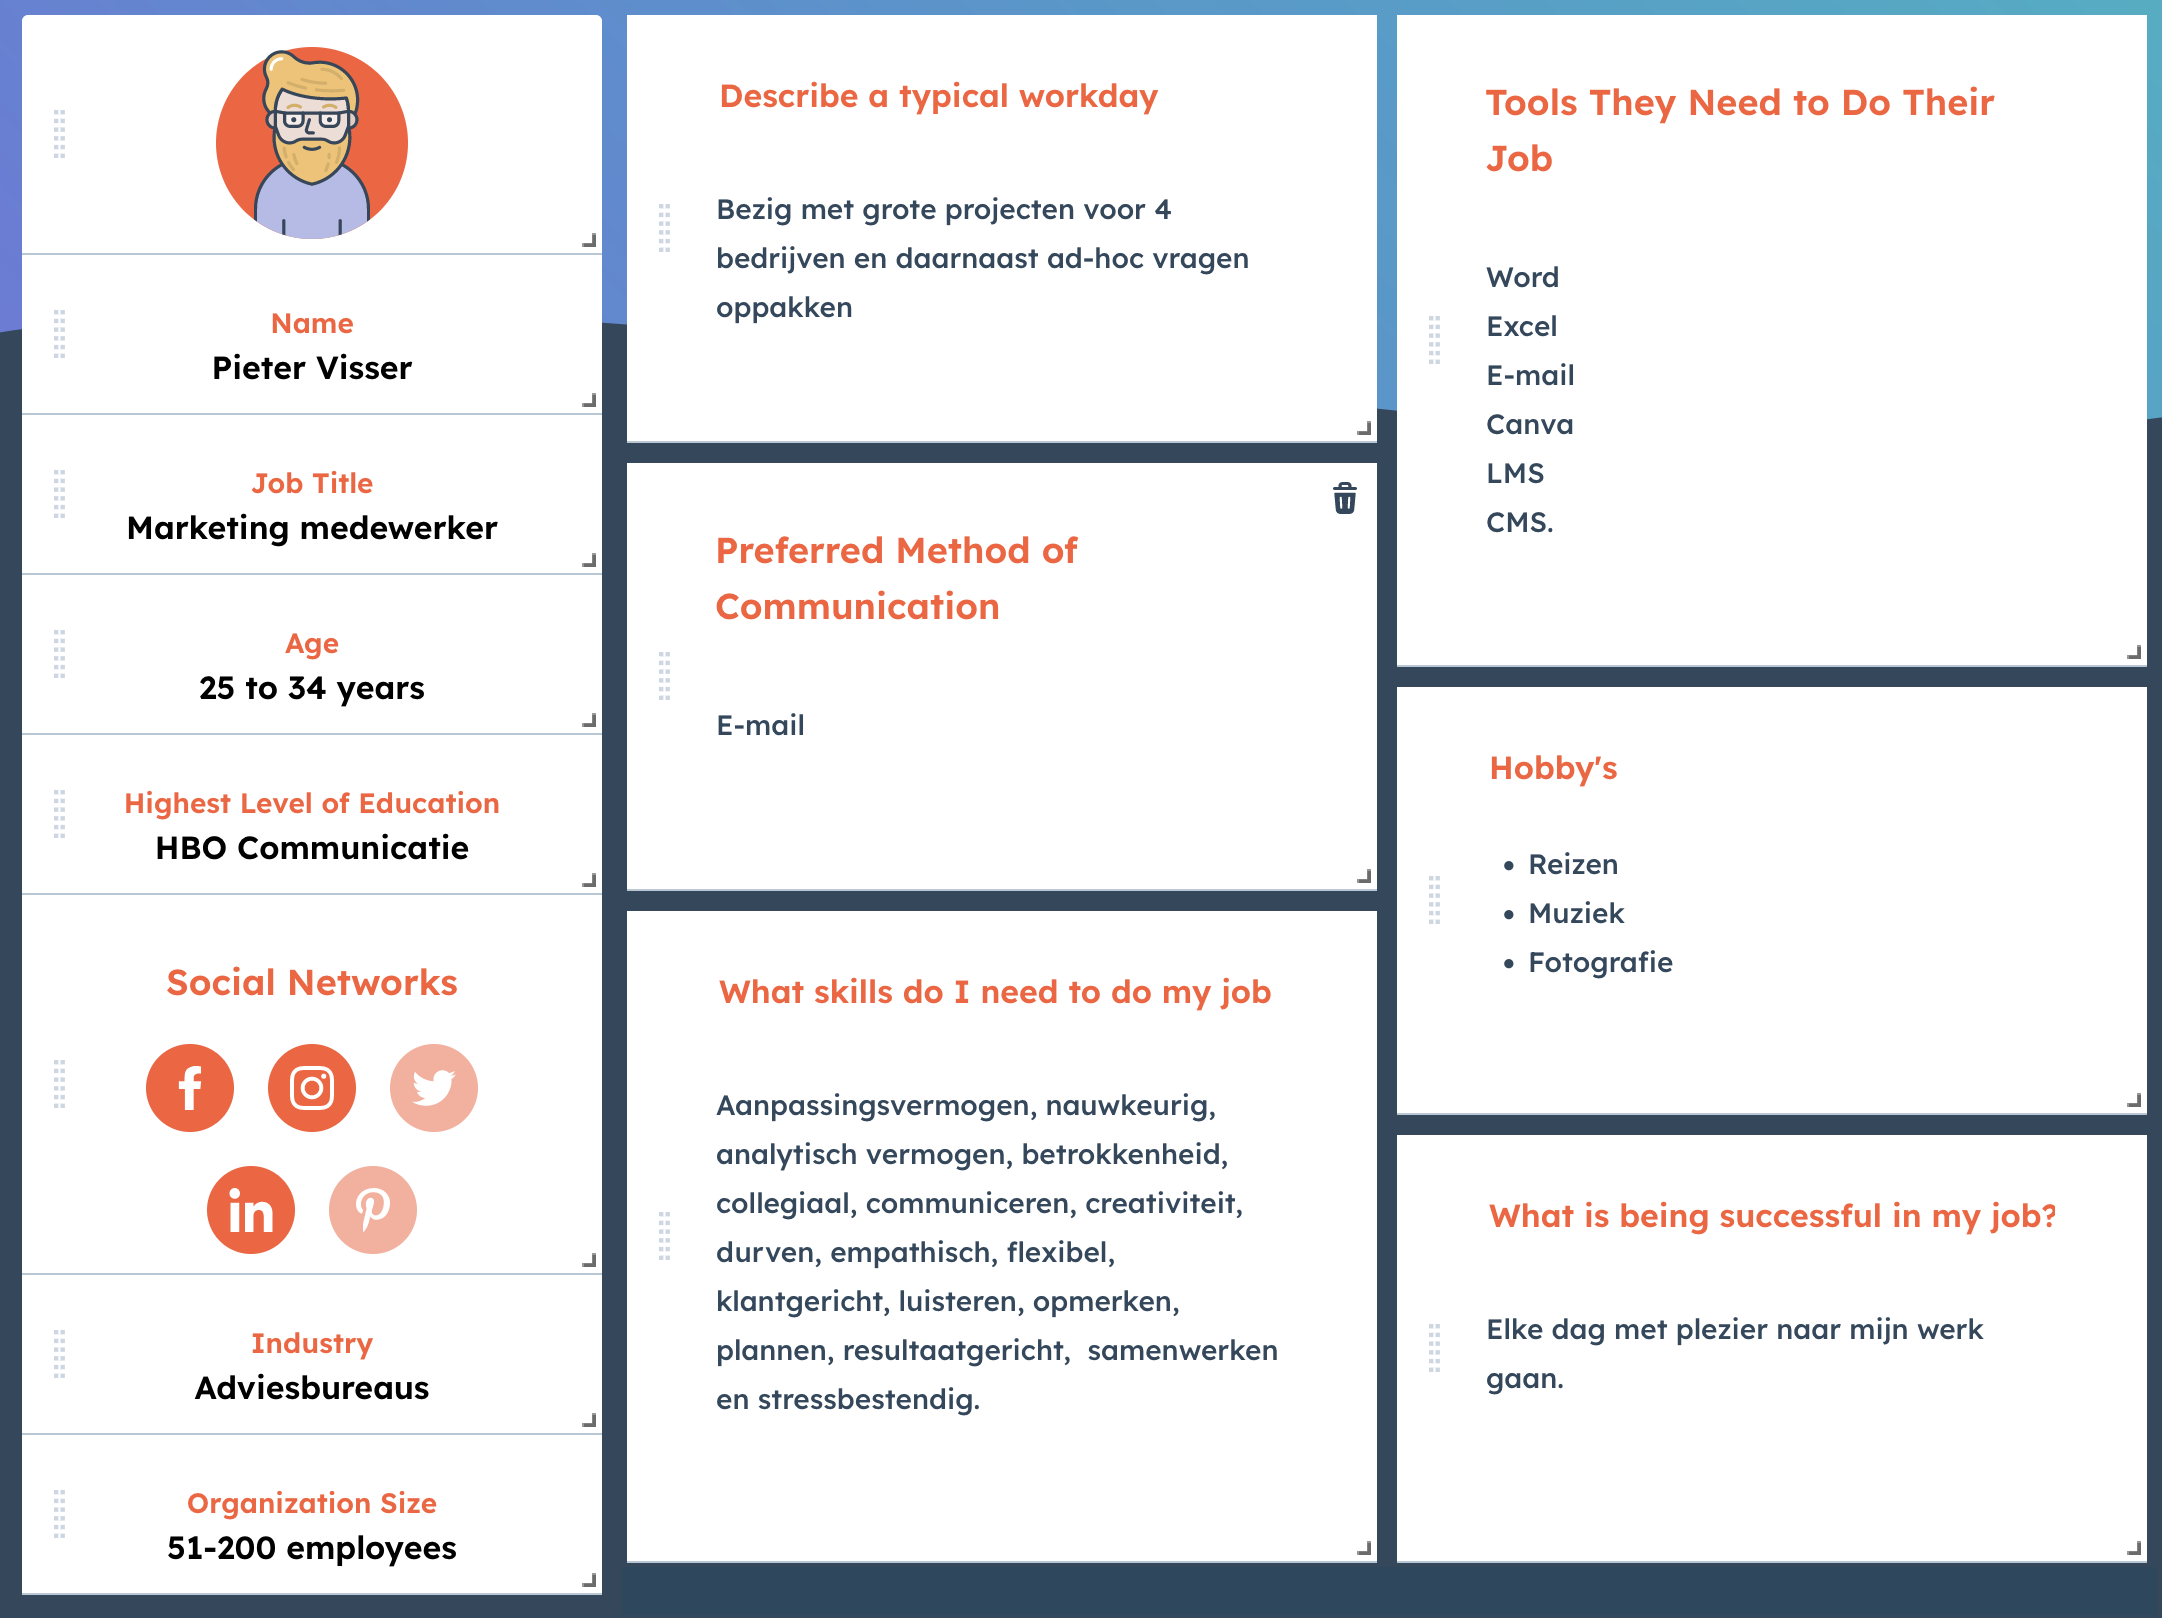 Name
Pieter Visser
Job Title
Marketing medewerker
Age
25 to 34 years
Highest Level of Education
HBO Communicatie
Social Networks
f
in
Industry
Adviesbureaus
Organization Size
51-200 employees
Describe a typical workday
Bezig met grote projecten voor 4
bedrijven en daarnaast ad-hoc vragen
oppakken
Preferred Method of
Communication
E-mail
What skills do I need to do my job
Aanpassingsvermogen, nauwkeurig,
analytisch vermogen, betrokkenheid,
collegiaal, communiceren, creativiteit,
durven, empathisch, flexibel,
klantgericht, luisteren, opmerken,
plannen, resultaatgericht,  samenwerken
en stressbestendig.
Tools They Need to Do Their
Job
Word
Excel
E-mail
Canva
LMS
CMS.
Hobby's
• Reizen
• Muziek
• Fotografie
What is being successful in my job?
Elke dag met plezier naar mijn werk
gaan.